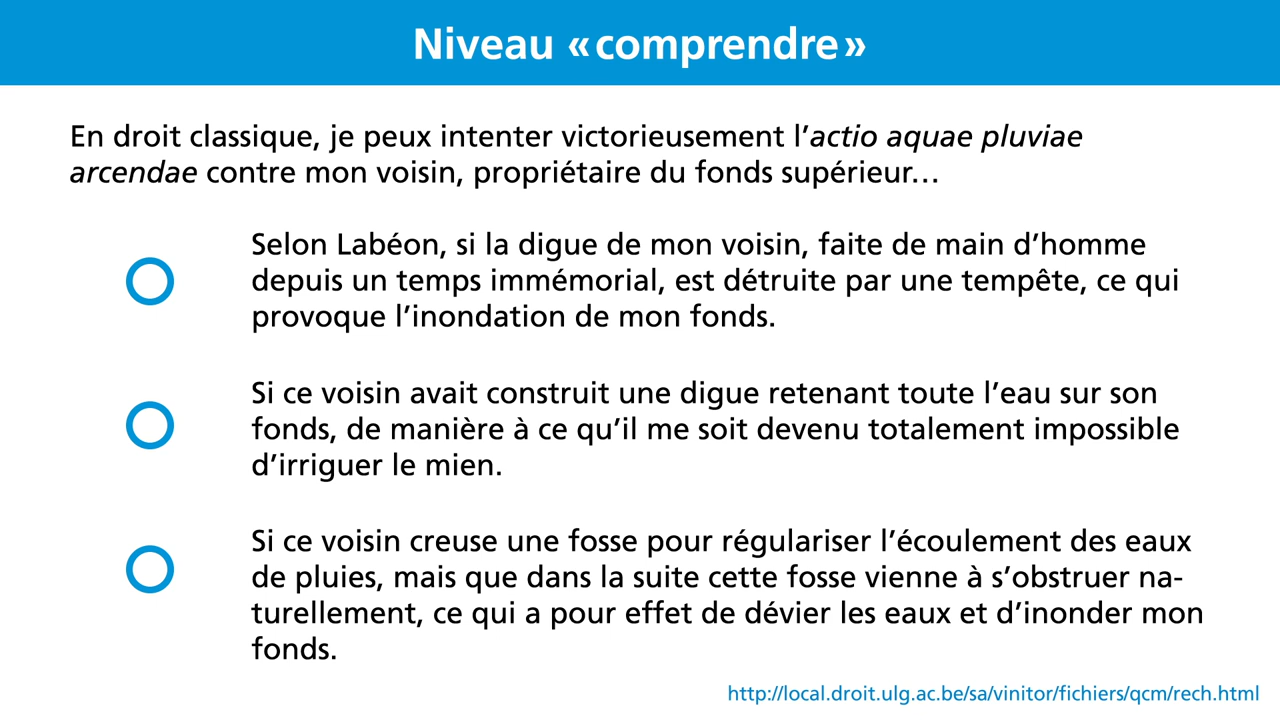 Niveau «comprendre»
En droit classique, je peux intenter victorieusement l’actio aquae pluviae
arcendae contre mon voisin, propriétaire du fonds supérieur…
Selon Labéon, si la digue de mon voisin, faite de main d’homme
depuis un temps immémorial, est détruite par une tempête, ce qui
provoque l’inondation de mon fonds.
Si ce voisin avait construit une digue retenant toute l’eau sur son
fonds, de manière à ce qu’il me soit devenu totalement impossible
d’irriguer le mien.
Si ce voisin creuse une fosse pour régulariser l’écoulement des eaux
de pluies, mais que dans la suite cette fosse vienne à s’obstruer na-
turellement, ce qui a pour effet de dévier les eaux et d’inonder mon
fonds.
http://local.droit.ulg.ac.be/sa/vinitor/fichiers/qcm/rech.html